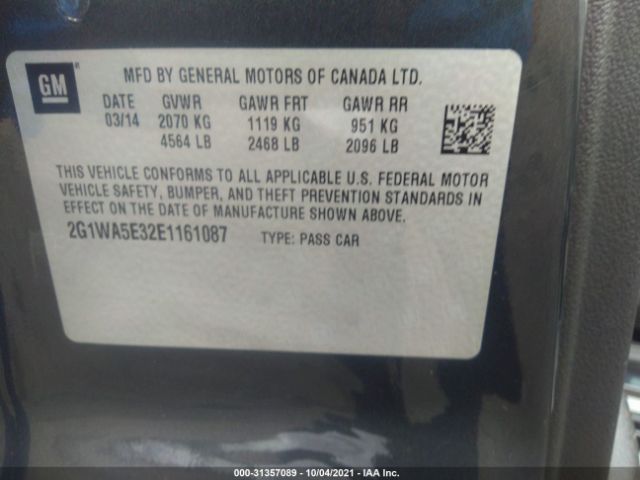 GM
MFD BY GENERAL MOTORS OF CANADA LTD.
DATE GVWR GAWR FRT GAWR RR
03/14 2070 KG 1119 KG 951 KG
4564 LB 2468 LB 2096 LB
THIS VEHICLE CONFORMS TO ALL APPLICABLE U.S. FEDERAL MOTOR
VEHICLE SAFETY, BUMPER, AND THEFT PREVENTION STANDARDS IN
EFFECT ON THE DATE OF MANUFACTURE SHOWN ABOVE.
2G1WA5E32E1161087 TYPE: PASS CAR
000-31357089 - 10/04/2021 - IAA Inc.